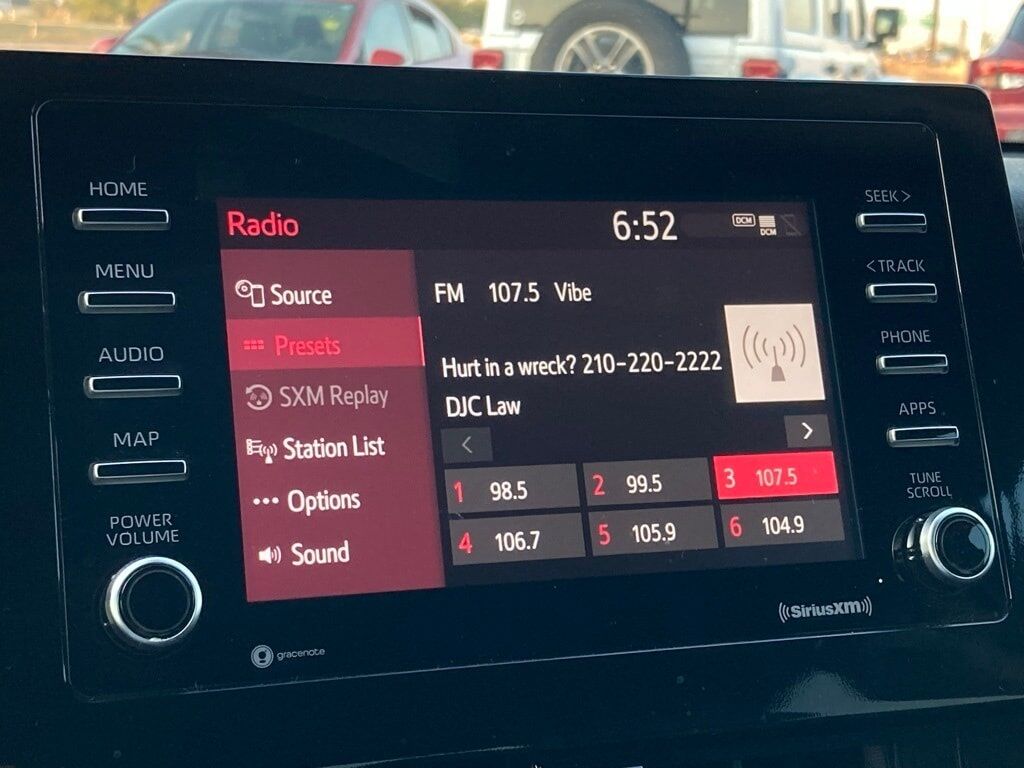 HOME
MENU
AUDIO
MAP
POWER
VOLUME
Radio
6:52
DCM
DCM
Source
Presets
SXM Replay
Station List
Options
Sound
FM 107.5 Vibe
Hurt in a wreck? 210-220-2222
DJC Law
<
>
1 98.5
2 99.5
3 107.5
4 106.7
5 105.9
6 104.9
SEEK >
< TRACK
PHONE
APPS
TUNE
SCROLL
gracenote
((SiriusXM))